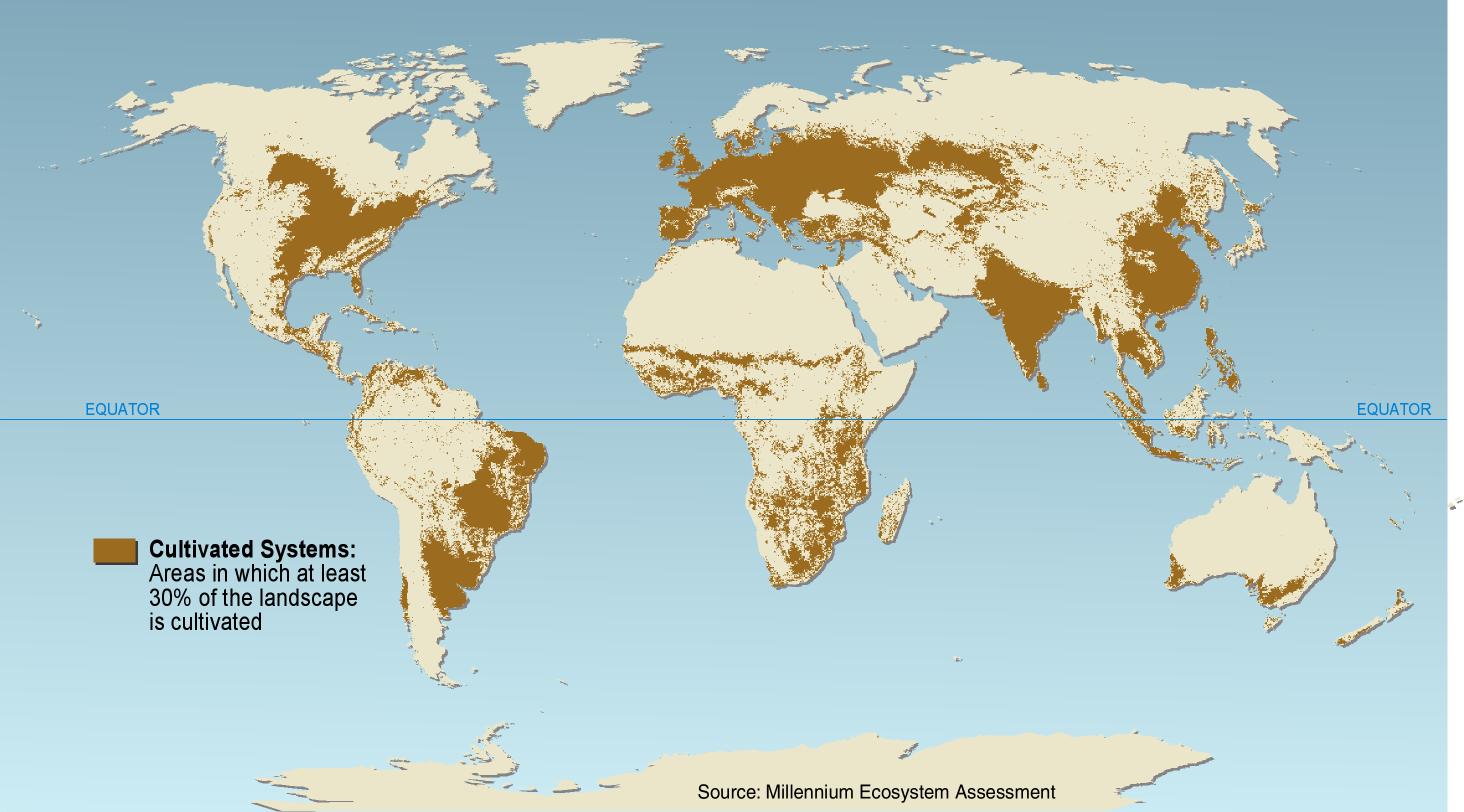 EQUATOR
EQUATOR
Cultivated Systems:
Areas in which at least
30% of the landscape
is cultivated
Source: Millennium Ecosystem Assessment